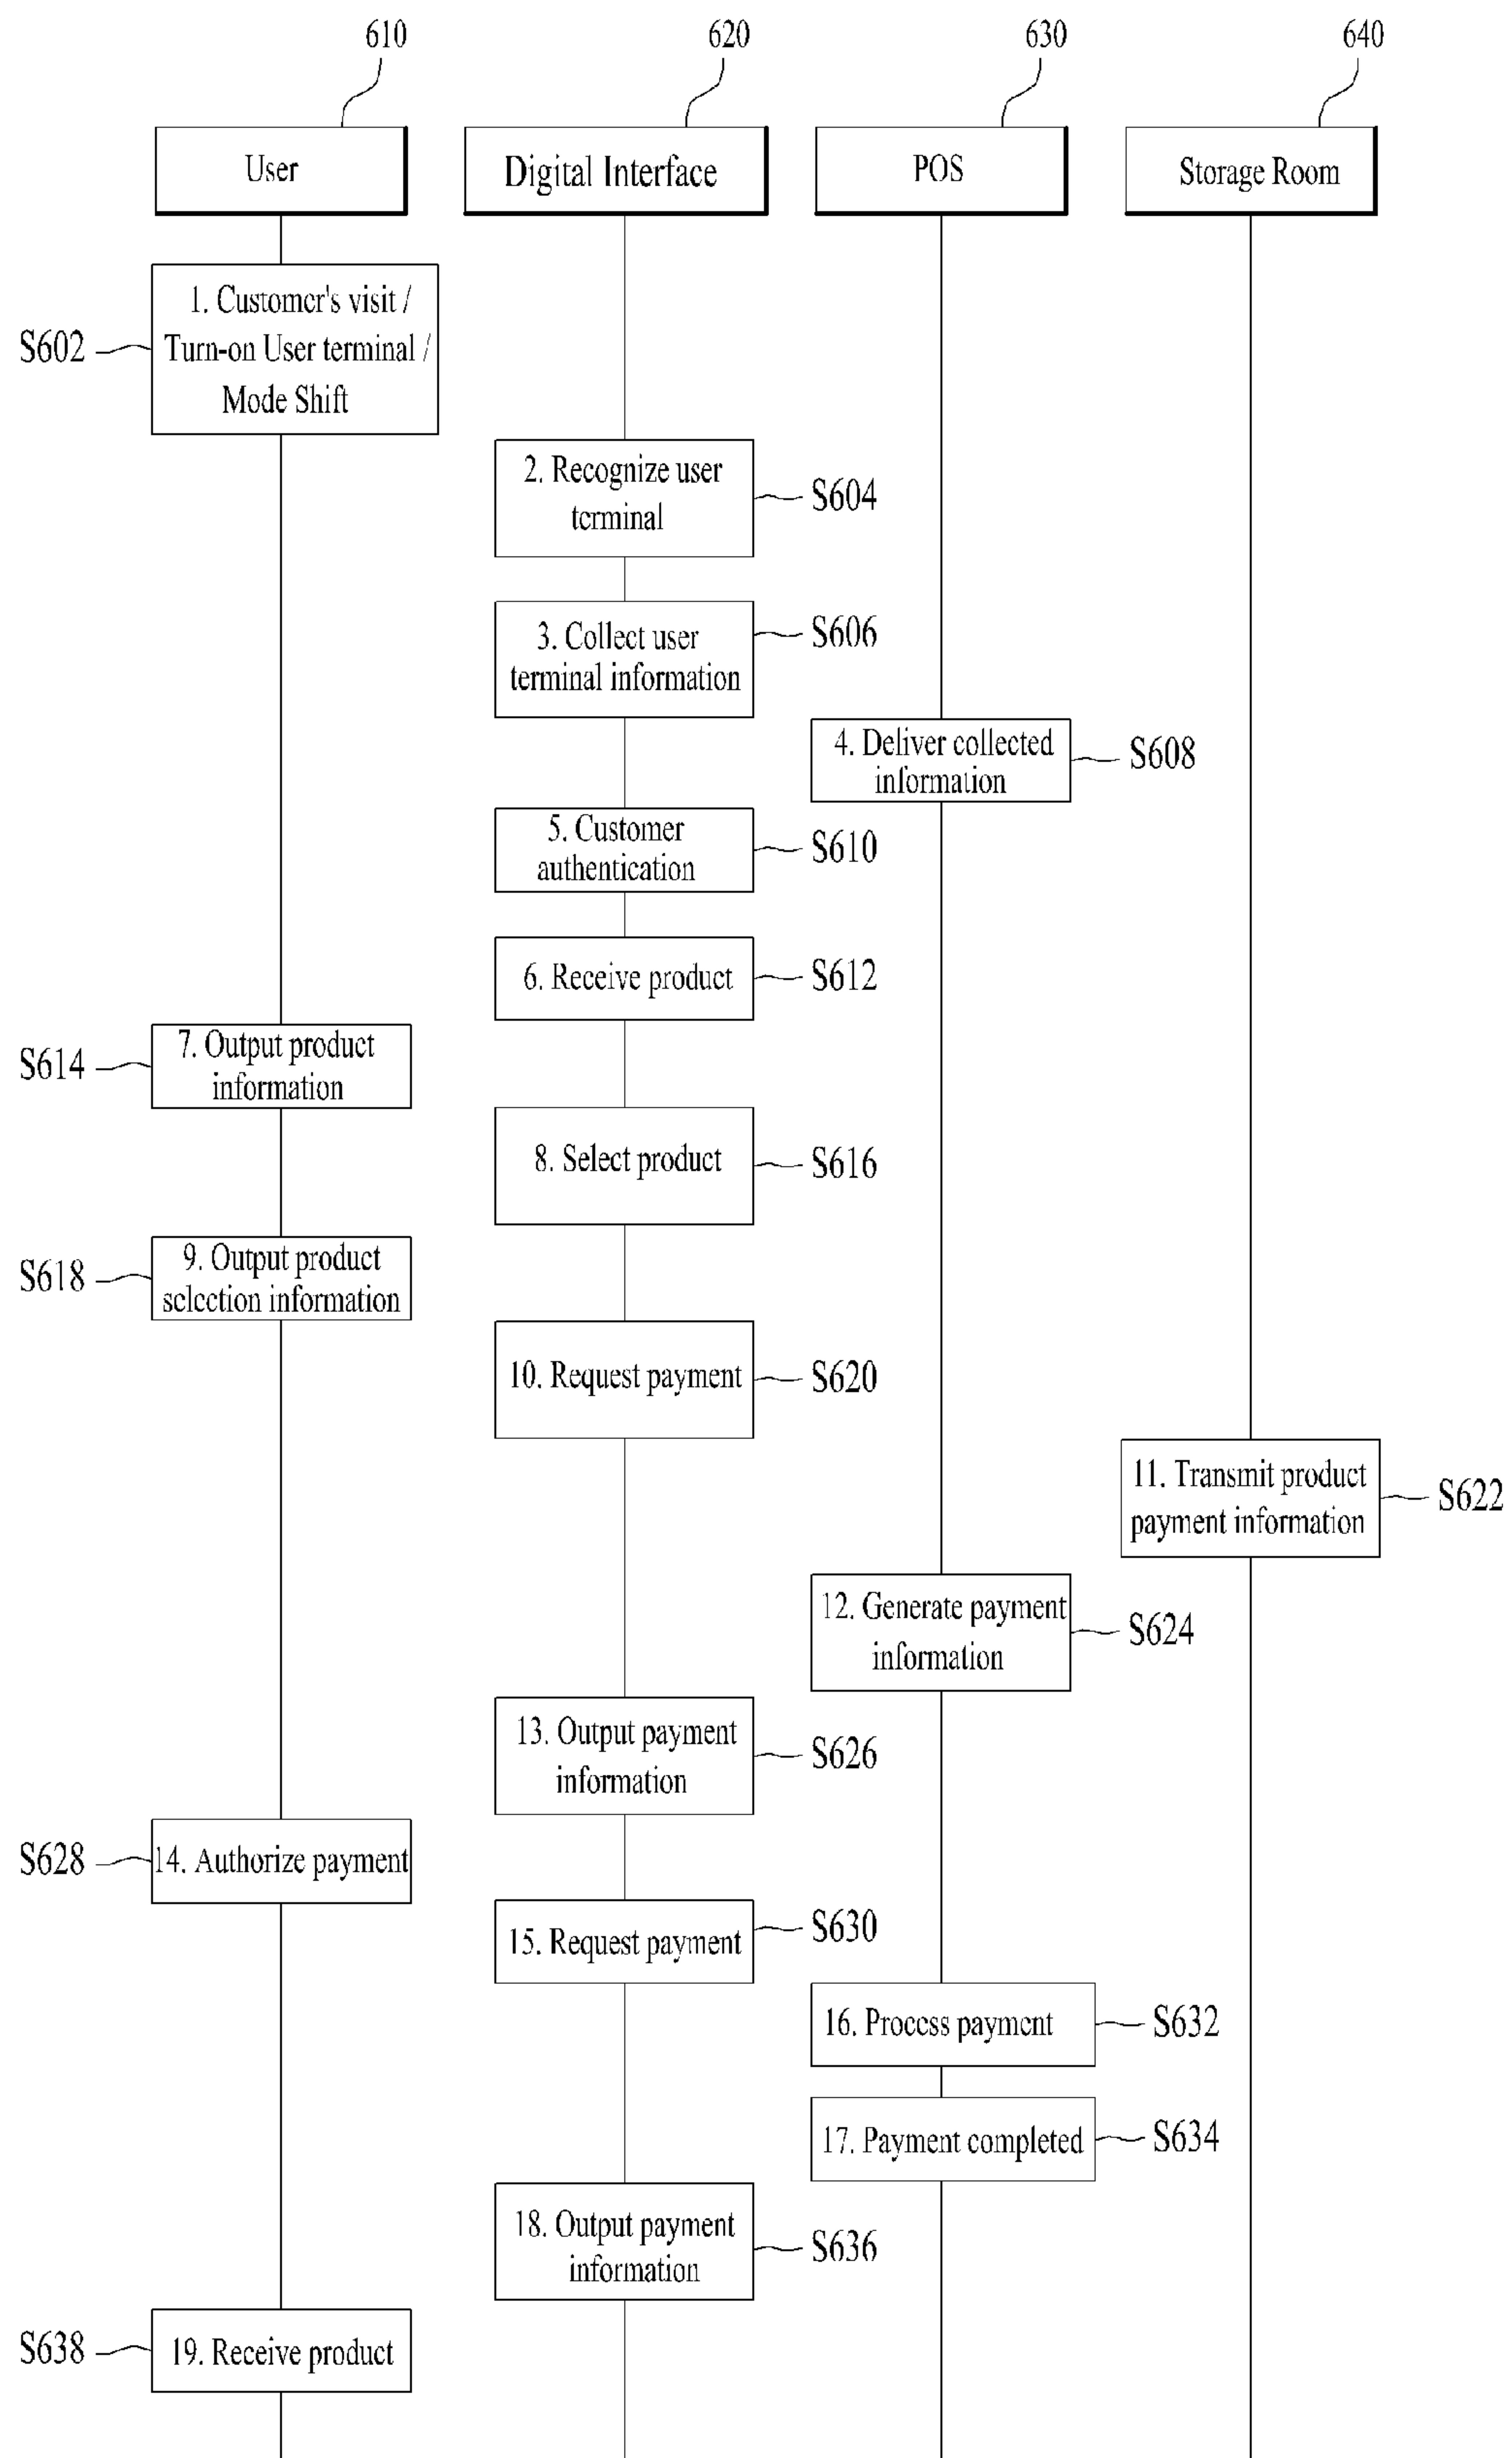 610
620
630
640
User
Digital Interface
POS
Storage Room
1. Customer's visit /
Turn-on User terminal /
Mode Shift
S602
2. Recognize user
terminal
S604
3. Collect user
terminal information
S606
4. Deliver collected
information
S608
5. Customer
authentication
S610
6. Receive product
S612
7. Output product
information
S614
8. Select product
S616
9. Output product
selection information
S618
10. Request payment
S620
11. Transmit product
payment information
S622
12. Generate payment
information
S624
13. Output payment
information
S626
14. Authorize payment
S628
15. Request payment
S630
16. Process payment
S632
17. Payment completed
S634
18. Output payment
information
S636
19. Receive product
S638